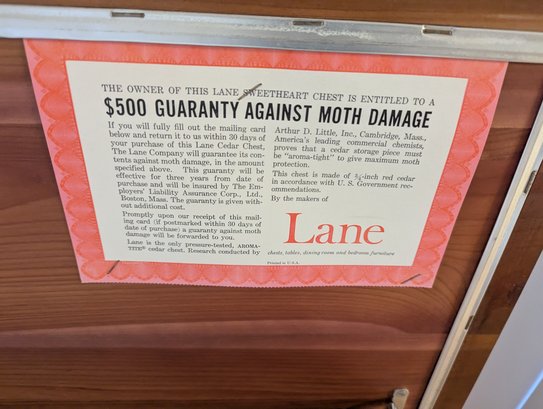 THE OWNER OF THIS LANE SWEETHEART CHEST IS ENTITLED TO A
$500 GUARANTY AGAINST MOTH DAMAGE
If you will fully fill out the mailing card
below and return it to us within 30 days of
your purchase of this Lane Cedar Chest,
The Lane Company will guarantee its con-
tents against moth damage, in the amount
specified above. This guaranty will be
effective for three years from date of
purchase and will be insured by The Em-
ployers' Liability Assurance Corp., Ltd.,
Boston, Mass. The guaranty is given with-
out additional cost.
Promptly upon our receipt of this mail-
ing card (if postmarked within 30 days of
date of purchase) a guaranty against moth
damage will be forwarded to you.
Lane is the only pressure-tested, AROMA-
TITE® cedar chest. Research conducted by
Arthur D. Little, Inc., Cambridge, Mass.,
America's leading commercial chemists,
proves that a cedar storage piece must
be "aroma-tight" to give maximum moth
protection.
This chest is made of ¾-inch red cedar
in accordance with U. S. Government rec-
ommendations.
By the makers of
Lane
chests, tables, dining room and bedroom furniture
Printed in U.S.A.